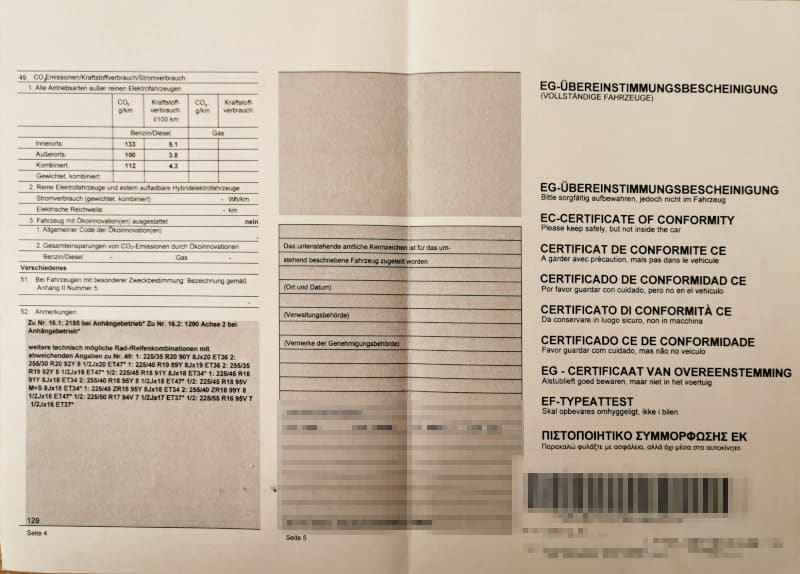 49. CO2Emissionen/Kraftstoffverbrauch/Stromverbrauch
1. Alle Antriebsarten außer reinen Elektrofahrzeugen
CO2 g/km Kraftstoff-verbrauch: l/100 km CO2 g/km Kraftstoff-verbrauch:
Benzin/Diesel Gas
Innerorts: 133 5.1
Außerorts: 100 3.8
Kombiniert: 112 4.3
Gewichtet, kombiniert:
2. Reine Elektrofahrzeuge und extern aufladbare Hybridelektrofahrzeuge
Stromverbrauch (gewichtet, kombiniert) - Wh/km
Elektrische Reichweite - km
3. Fahrzeug mit Ökoinnovation(en) ausgestattet nein
1. Allgemeiner Code der Ökoinnovation(en)
-
2. Gesamteinsparungen von CO2-Emissionen durch Ökoinnovationen
Benzin/Diesel - Gas -
Verschiedenes
51. Bei Fahrzeugen mit besonderer Zweckbestimmung: Bezeichnung gemäß
Anhang II Nummer 5:
-
52. Anmerkungen
Zu Nr. 16.1: 2185 bei Anhängebetrieb* Zu Nr. 16.2: 1290 Achse 2 bei
Anhängebetrieb*
weitere technisch mögliche Rad-/Reifenkombinationen mit
abweichenden Angaben zu Nr. 49: 1: 225/35 R20 90Y 8Jx20 ET36 2:
255/30 R20 92Y 8 1/2Jx20 ET47* 1: 225/40 R19 89Y 8Jx19 ET36 2: 255/35
R19 92Y 8 1/2Jx19 ET47* 1/2: 225/45 R18 91Y 8Jx18 ET34* 1: 225/45 R18
91Y 8Jx18 ET34 2: 255/40 R18 95Y 8 1/2Jx18 ET47* 1/2: 225/45 R18 95V
M+S 8Jx18 ET34* 1: 225/45 ZR18 95Y 8Jx18 ET34 2: 255/40 ZR18 99Y 8
1/2Jx18 ET47* 1/2: 225/50 R17 94V 7 1/2Jx17 ET37* 1/2: 225/55 R16 95V 7
1/2Jx16 ET37*
129
Seite 4
Das untenstehende amtliche Kennzeichen ist für das um-
stehend beschriebene Fahrzeug zugeteilt worden:
(Ort und Datum)
(Verwaltungsbehörde)
(Vermerke der Genehmigungsbehörde)
Seite 5
EG-ÜBEREINSTIMMUNGSBESCHEINIGUNG
(VOLLSTÄNDIGE FAHRZEUGE)
EG-ÜBEREINSTIMMUNGSBESCHEINIGUNG
Bitte sorgfältig aufbewahren, jedoch nicht im Fahrzeug
EC-CERTIFICATE OF CONFORMITY
Please keep safely, but not inside the car
CERTIFICAT DE CONFORMITE CE
A garder avec précaution, mais pas dans le vehicule
CERTIFICADO DE CONFORMIDAD CE
Por favor guardar con cuidado, pero no en el vehiculo
CERTIFICATO DI CONFORMITÀ CE
Da conservare in luogo sicuro, non in macchina
CERTIFICADO CE DE CONFORMIDADE
Favor guardar com cuidado, mas não no veiculo
EG - CERTIFICAAT VAN OVEREENSTEMMING
Alstublieft goed bewaren, maar niet in het voertuig
EF-TYPEATTEST
Skal opbevares omhyggeligt, ikke i bilen
ΠΙΣΤΟΠΟΙΗΤΙΚΟ ΣΥΜΜΟΡΦΩΣΗΣ ΕΚ
Παρακαλώ φυλάξτε με ασφάλεια, αλλά όχι μέσα στο αυτοκίνητο